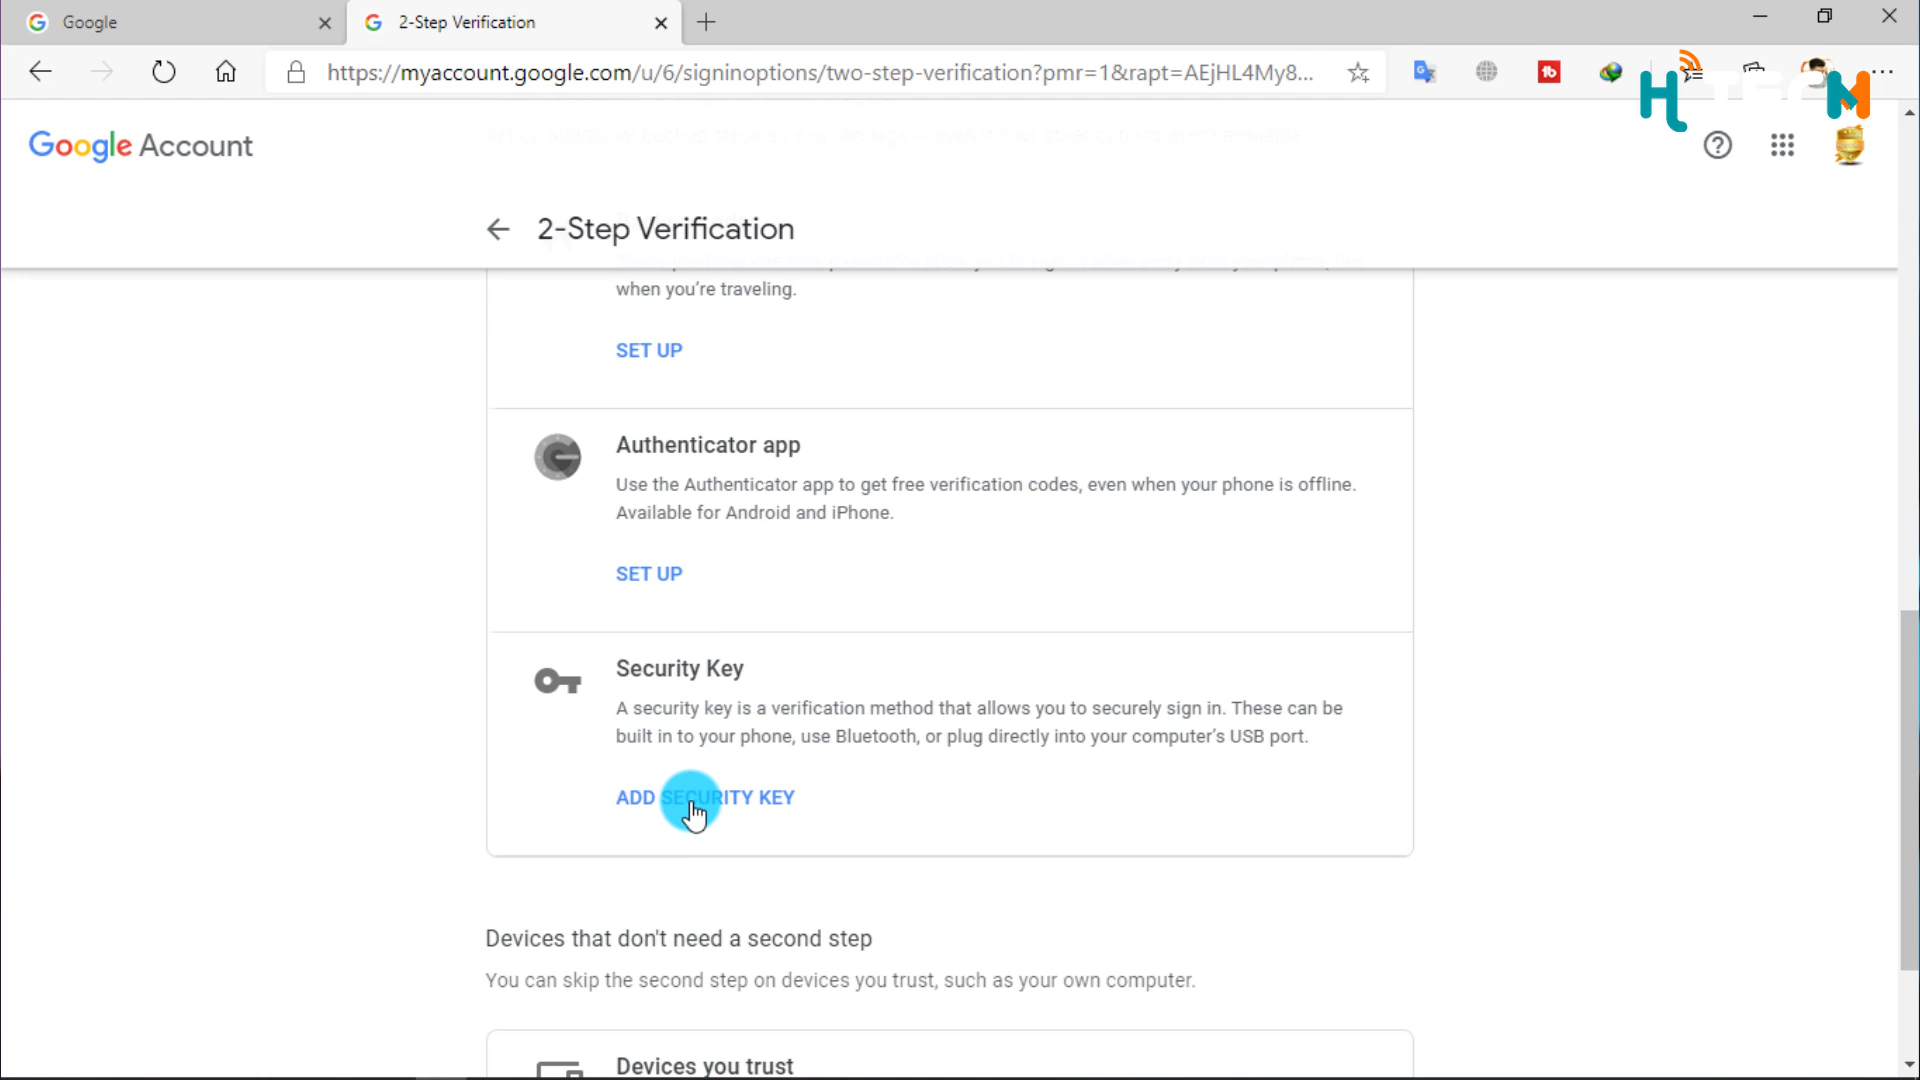 Google
2-Step Verification
https://myaccount.google.com/u/6/signinoptions/two-step-verification?pmr=1&rapt=AEjHL4My8...
HL TECH
Google Account
2-Step Verification
when you're traveling.
SET UP
Authenticator app
Use the Authenticator app to get free verification codes, even when your phone is offline.
Available for Android and iPhone.
SET UP
Security Key
A security key is a verification method that allows you to securely sign in. These can be
built in to your phone, use Bluetooth, or plug directly into your computer's USB port.
ADD SECURITY KEY
Devices that don't need a second step
You can skip the second step on devices you trust, such as your own computer.
Devices you trust